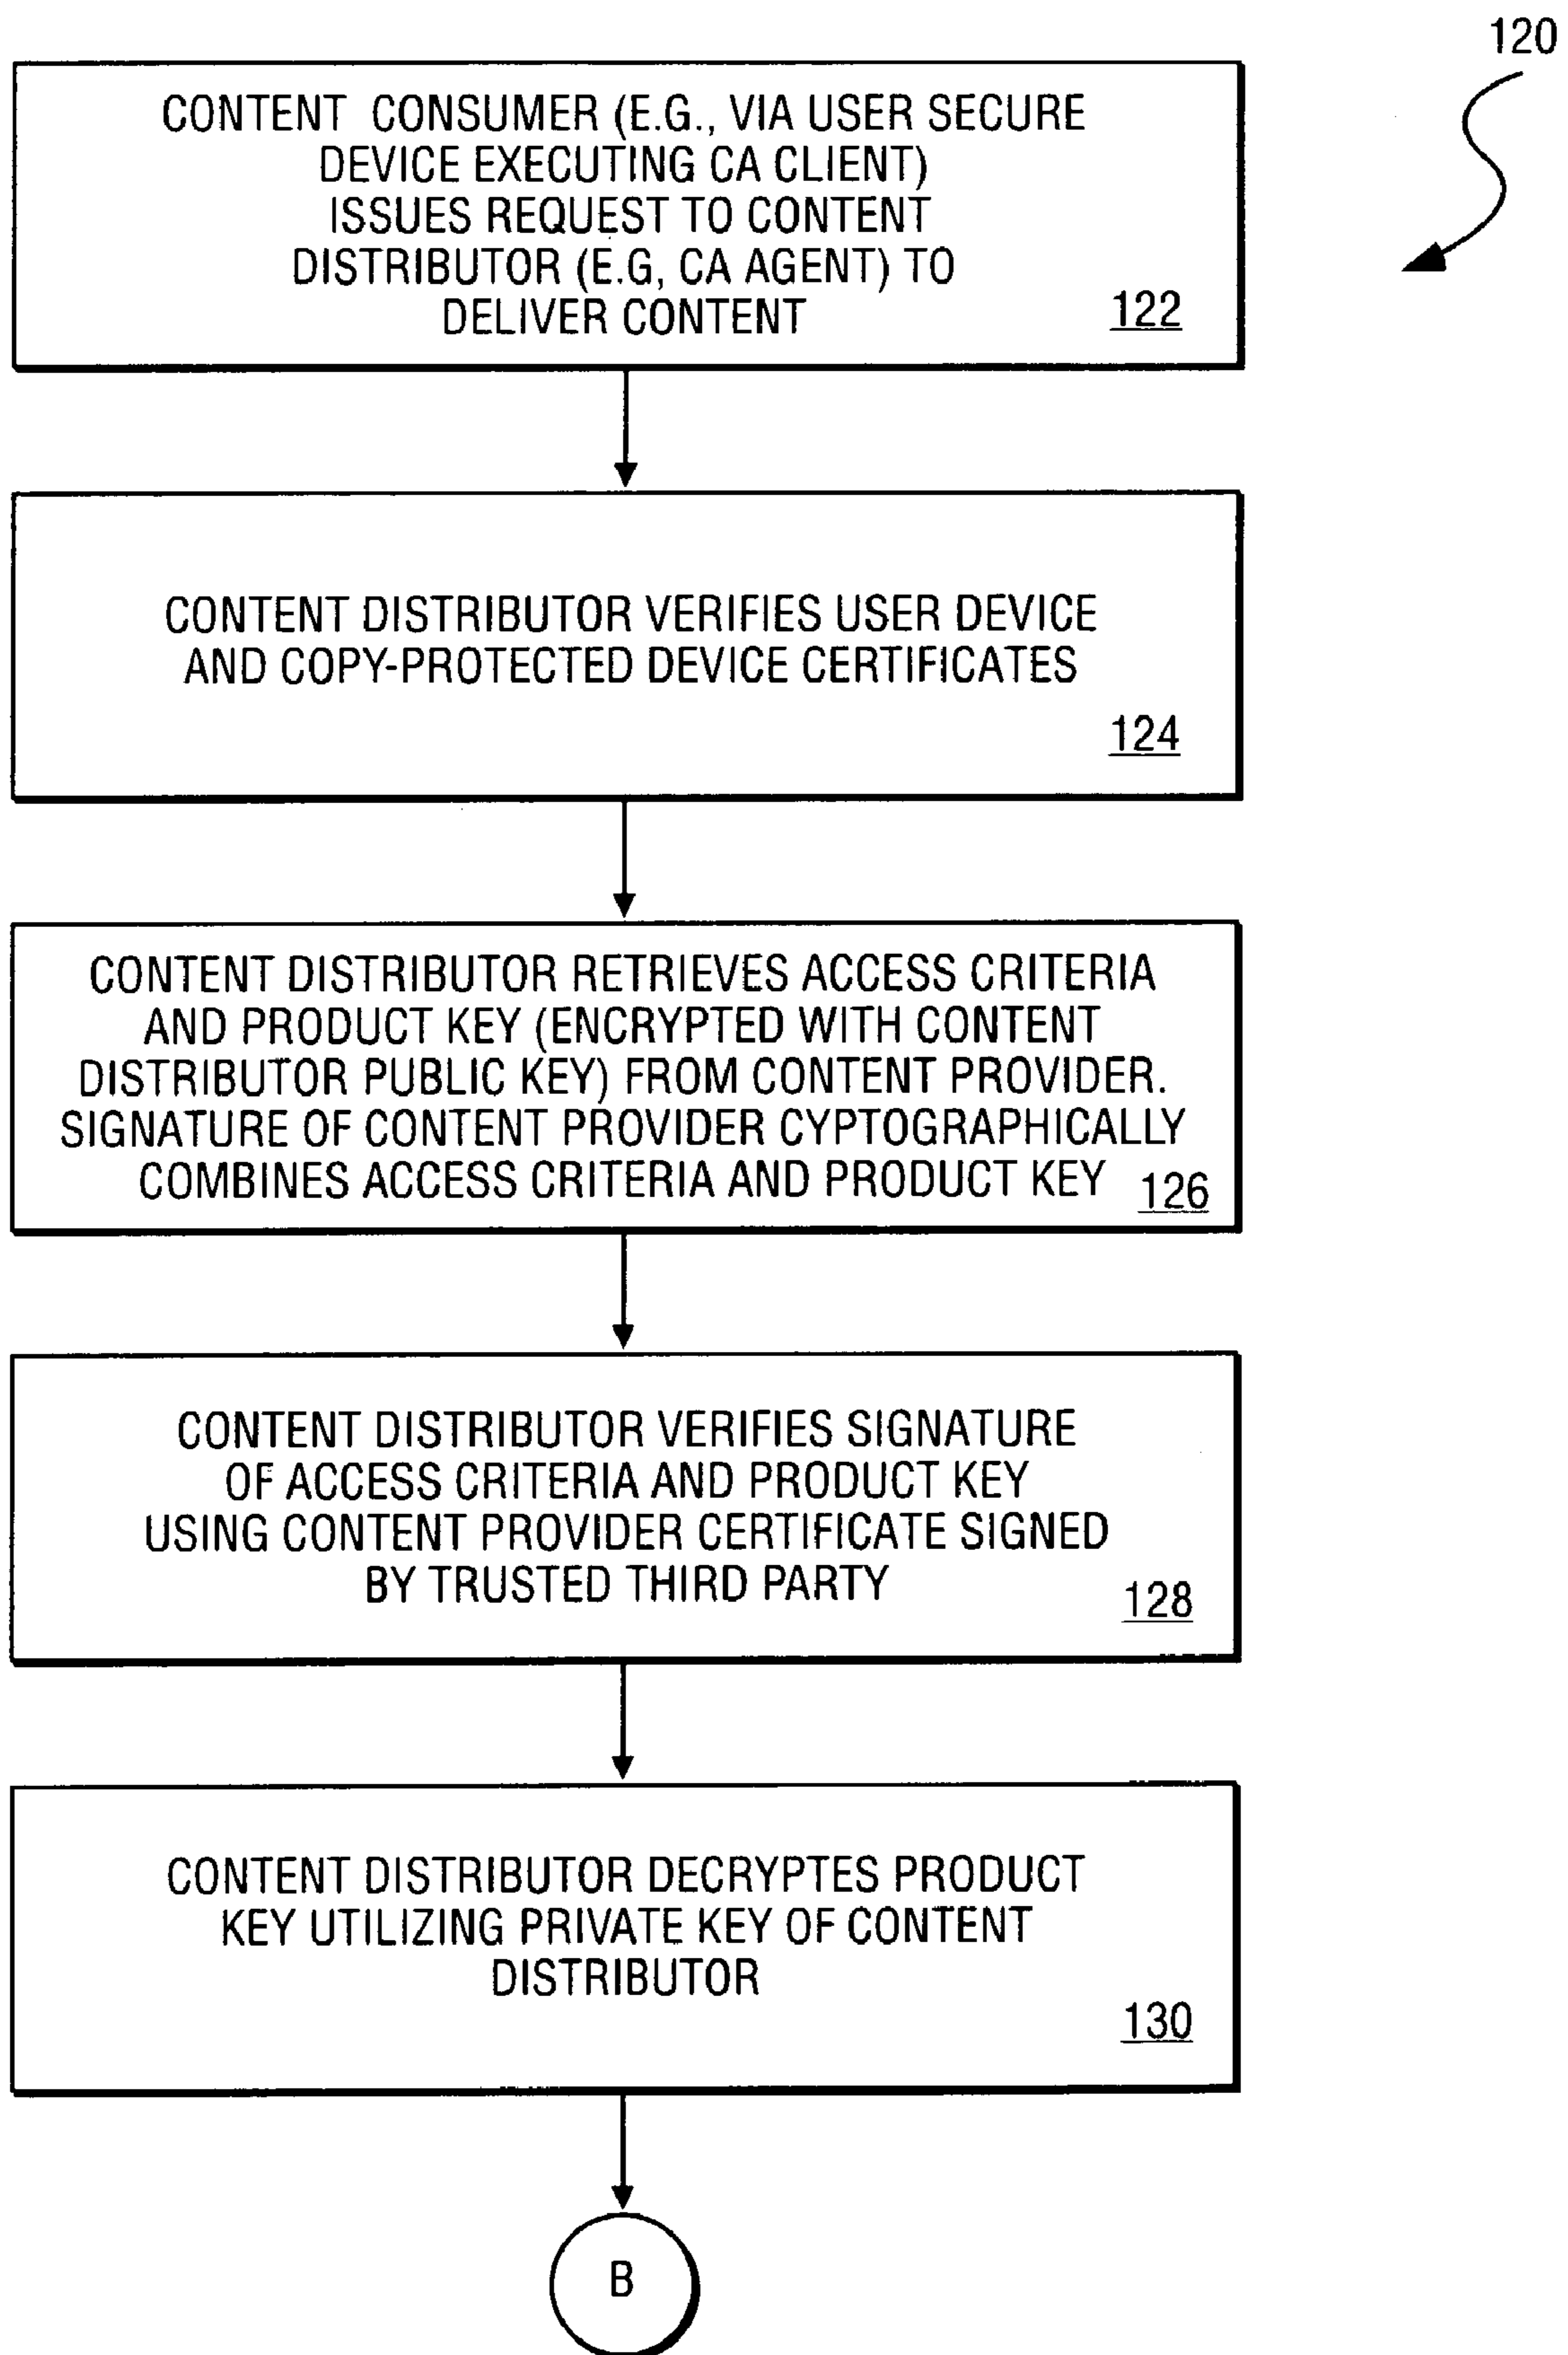 120
CONTENT CONSUMER (E.G., VIA USER SECURE
DEVICE EXECUTING CA CLIENT)
ISSUES REQUEST TO CONTENT
DISTRIBUTOR (E.G, CA AGENT) TO
DELIVER CONTENT
122
CONTENT DISTRIBUTOR VERIFIES USER DEVICE
AND COPY-PROTECTED DEVICE CERTIFICATES
124
CONTENT DISTRIBUTOR RETRIEVES ACCESS CRITERIA
AND PRODUCT KEY (ENCRYPTED WITH CONTENT
DISTRIBUTOR PUBLIC KEY) FROM CONTENT PROVIDER.
SIGNATURE OF CONTENT PROVIDER CYPTOGRAPHICALLY
COMBINES ACCESS CRITERIA AND PRODUCT KEY
126
CONTENT DISTRIBUTOR VERIFIES SIGNATURE
OF ACCESS CRITERIA AND PRODUCT KEY
USING CONTENT PROVIDER CERTIFICATE SIGNED
BY TRUSTED THIRD PARTY
128
CONTENT DISTRIBUTOR DECRYPTES PRODUCT
KEY UTILIZING PRIVATE KEY OF CONTENT
DISTRIBUTOR
130
B